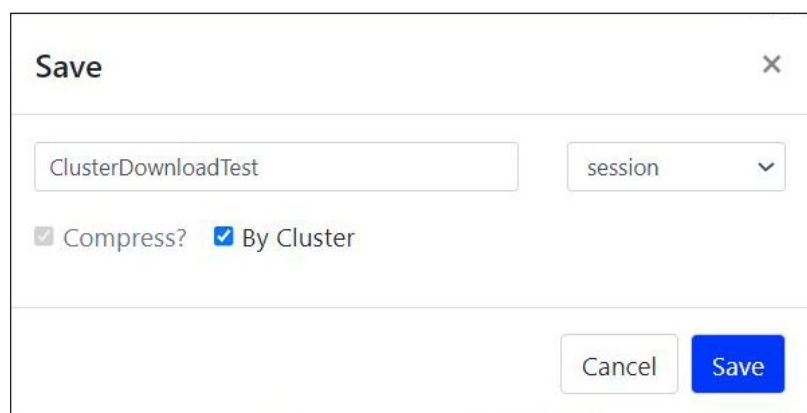 Save ×
ClusterDownloadTest session
Compress? By Cluster
Cancel Save